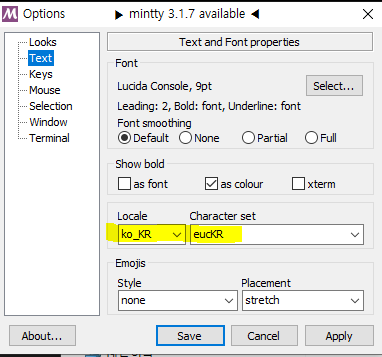 Options
▶ mintty 3.1.7 available ◀
Looks
Text
Keys
Mouse
Selection
Window
Terminal
Text and Font properties
Font
Lucida Console, 9pt
Select...
Leading: 2, Bold: font, Underline: font
Font smoothing
Default
None
Partial
Full
Show bold
as font
as colour
xterm
Locale
Character set
ko_KR
eucKR
Emojis
Style
Placement
none
stretch
About...
Save
Cancel
Apply